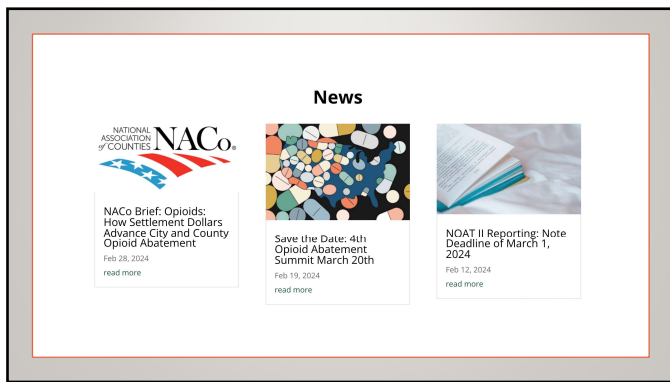 News
NATIONAL
ASSOCIATION
of COUNTIES
NACo®
NACo Brief: Opioids:
How Settlement Dollars
Advance City and County
Opioid Abatement
Feb 28, 2024
read more
Save the Date: 4th
Opioid Abatement
Summit March 20th
Feb 19, 2024
read more
NOAT II Reporting: Note
Deadline of March 1,
2024
Feb 12, 2024
read more